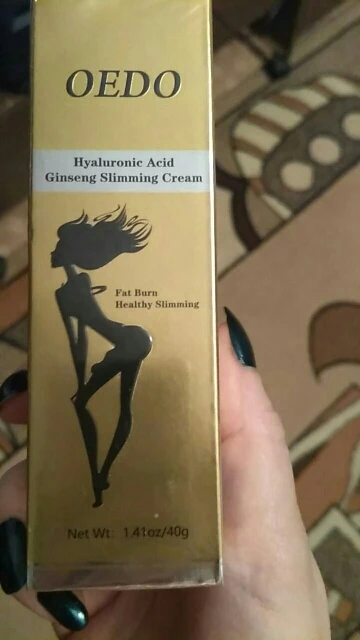 OEDO
Hyaluronic Acid
Ginseng Slimming Cream
Fat Burn
Healthy Slimming
Net Wt: 1.41oz/40g